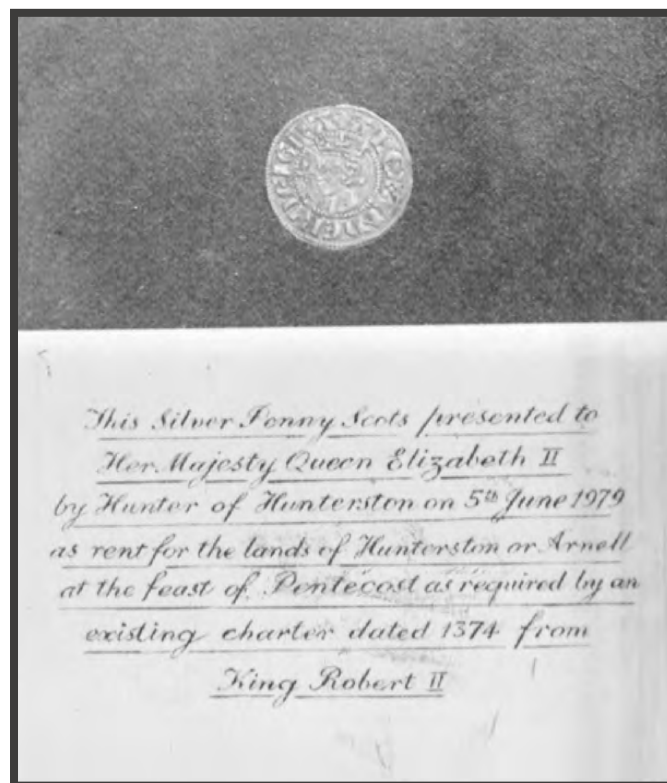 This Silver Penny Scots presented to
Her Majesty Queen Elizabeth II
by Hunter of Hunterston on 5th June 1979
as rent for the lands of Hunterston or Arnell
at the feast of Pentecost as required by an
existing charter dated 1374 from
King Robert II